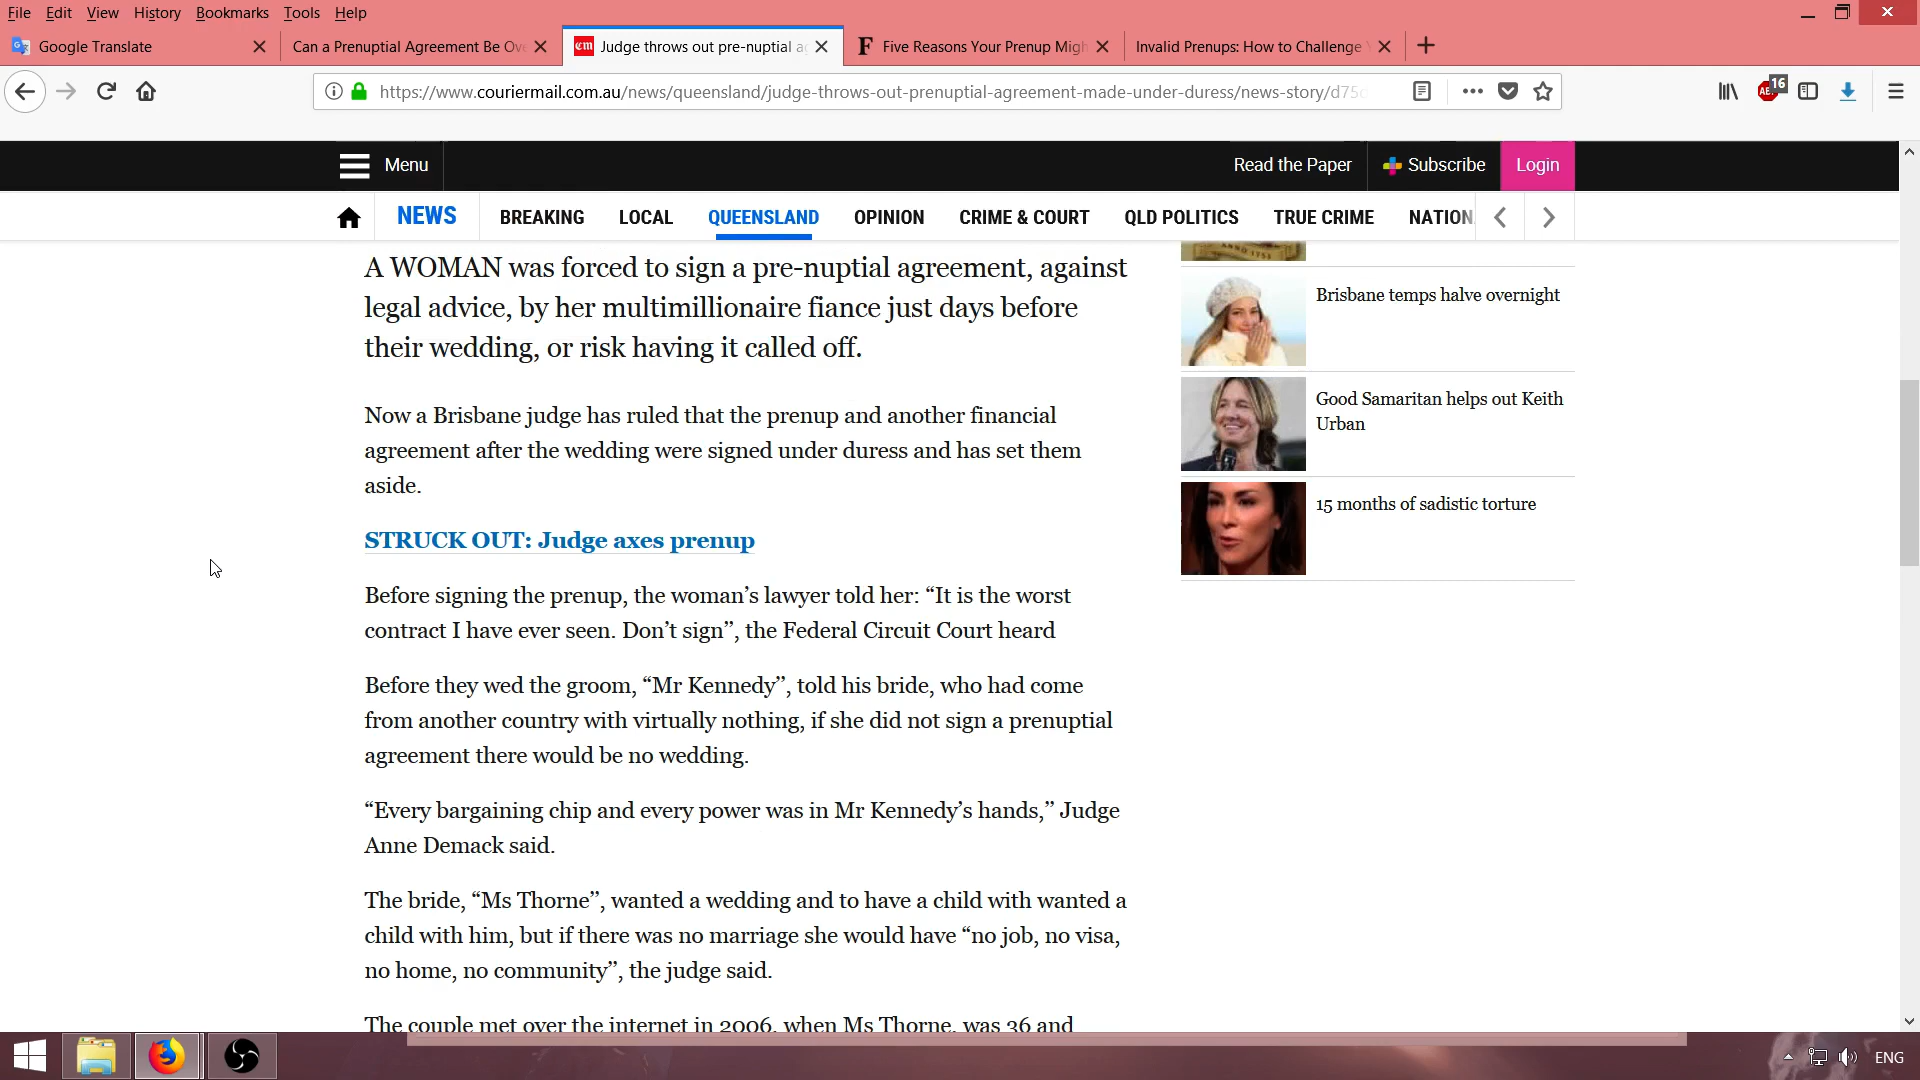 File Edit View History Bookmarks Tools Help
Google Translate
Can a Prenuptial Agreement Be Ov
Judge throws out pre-nuptial a
Five Reasons Your Prenup Migh
Invalid Prenups: How to Challenge
https://www.couriermail.com.au/news/queensland/judge-throws-out-prenuptial-agreement-made-under-duress/news-story/d75
16
Menu
Read the Paper
Subscribe
Login
NEWS
BREAKING LOCAL QUEENSLAND OPINION CRIME & COURT QLD POLITICS TRUE CRIME NATION
A WOMAN was forced to sign a pre-nuptial agreement, against
legal advice, by her multimillionaire fiance just days before
their wedding, or risk having it called off.
Now a Brisbane judge has ruled that the prenup and another financial
agreement after the wedding were signed under duress and has set them
aside.
STRUCK OUT: Judge axes prenup
Before signing the prenup, the woman’s lawyer told her: “It is the worst
contract I have ever seen. Don’t sign”, the Federal Circuit Court heard
Before they wed the groom, “Mr Kennedy”, told his bride, who had come
from another country with virtually nothing, if she did not sign a prenuptial
agreement there would be no wedding.
“Every bargaining chip and every power was in Mr Kennedy’s hands,” Judge
Anne Demack said.
The bride, “Ms Thorne”, wanted a wedding and to have a child with wanted a
child with him, but if there was no marriage she would have “no job, no visa,
no home, no community”, the judge said.
The couple met over the internet in 2006, when Ms Thorne, was 36 and
ANNO 1753
Brisbane temps halve overnight
Good Samaritan helps out Keith
Urban
15 months of sadistic torture
ENG